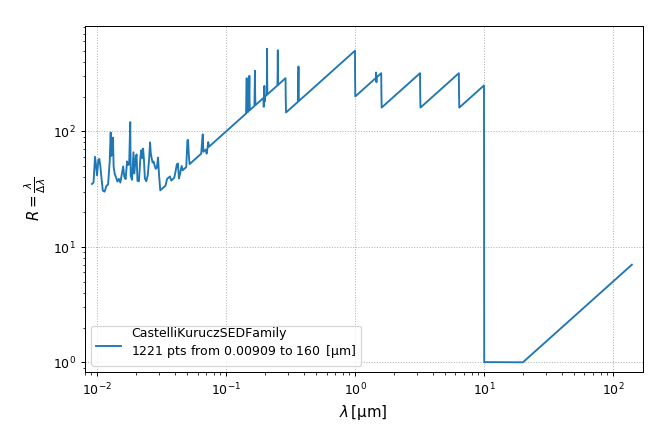 10²
10¹
10⁰
R = λ/Δλ
CastelliKuruczSEDFamily
1221 pts from 0.00909 to 160 [µm]
10⁻² 10⁻¹ 10⁰ 10¹ 10²
λ [µm]